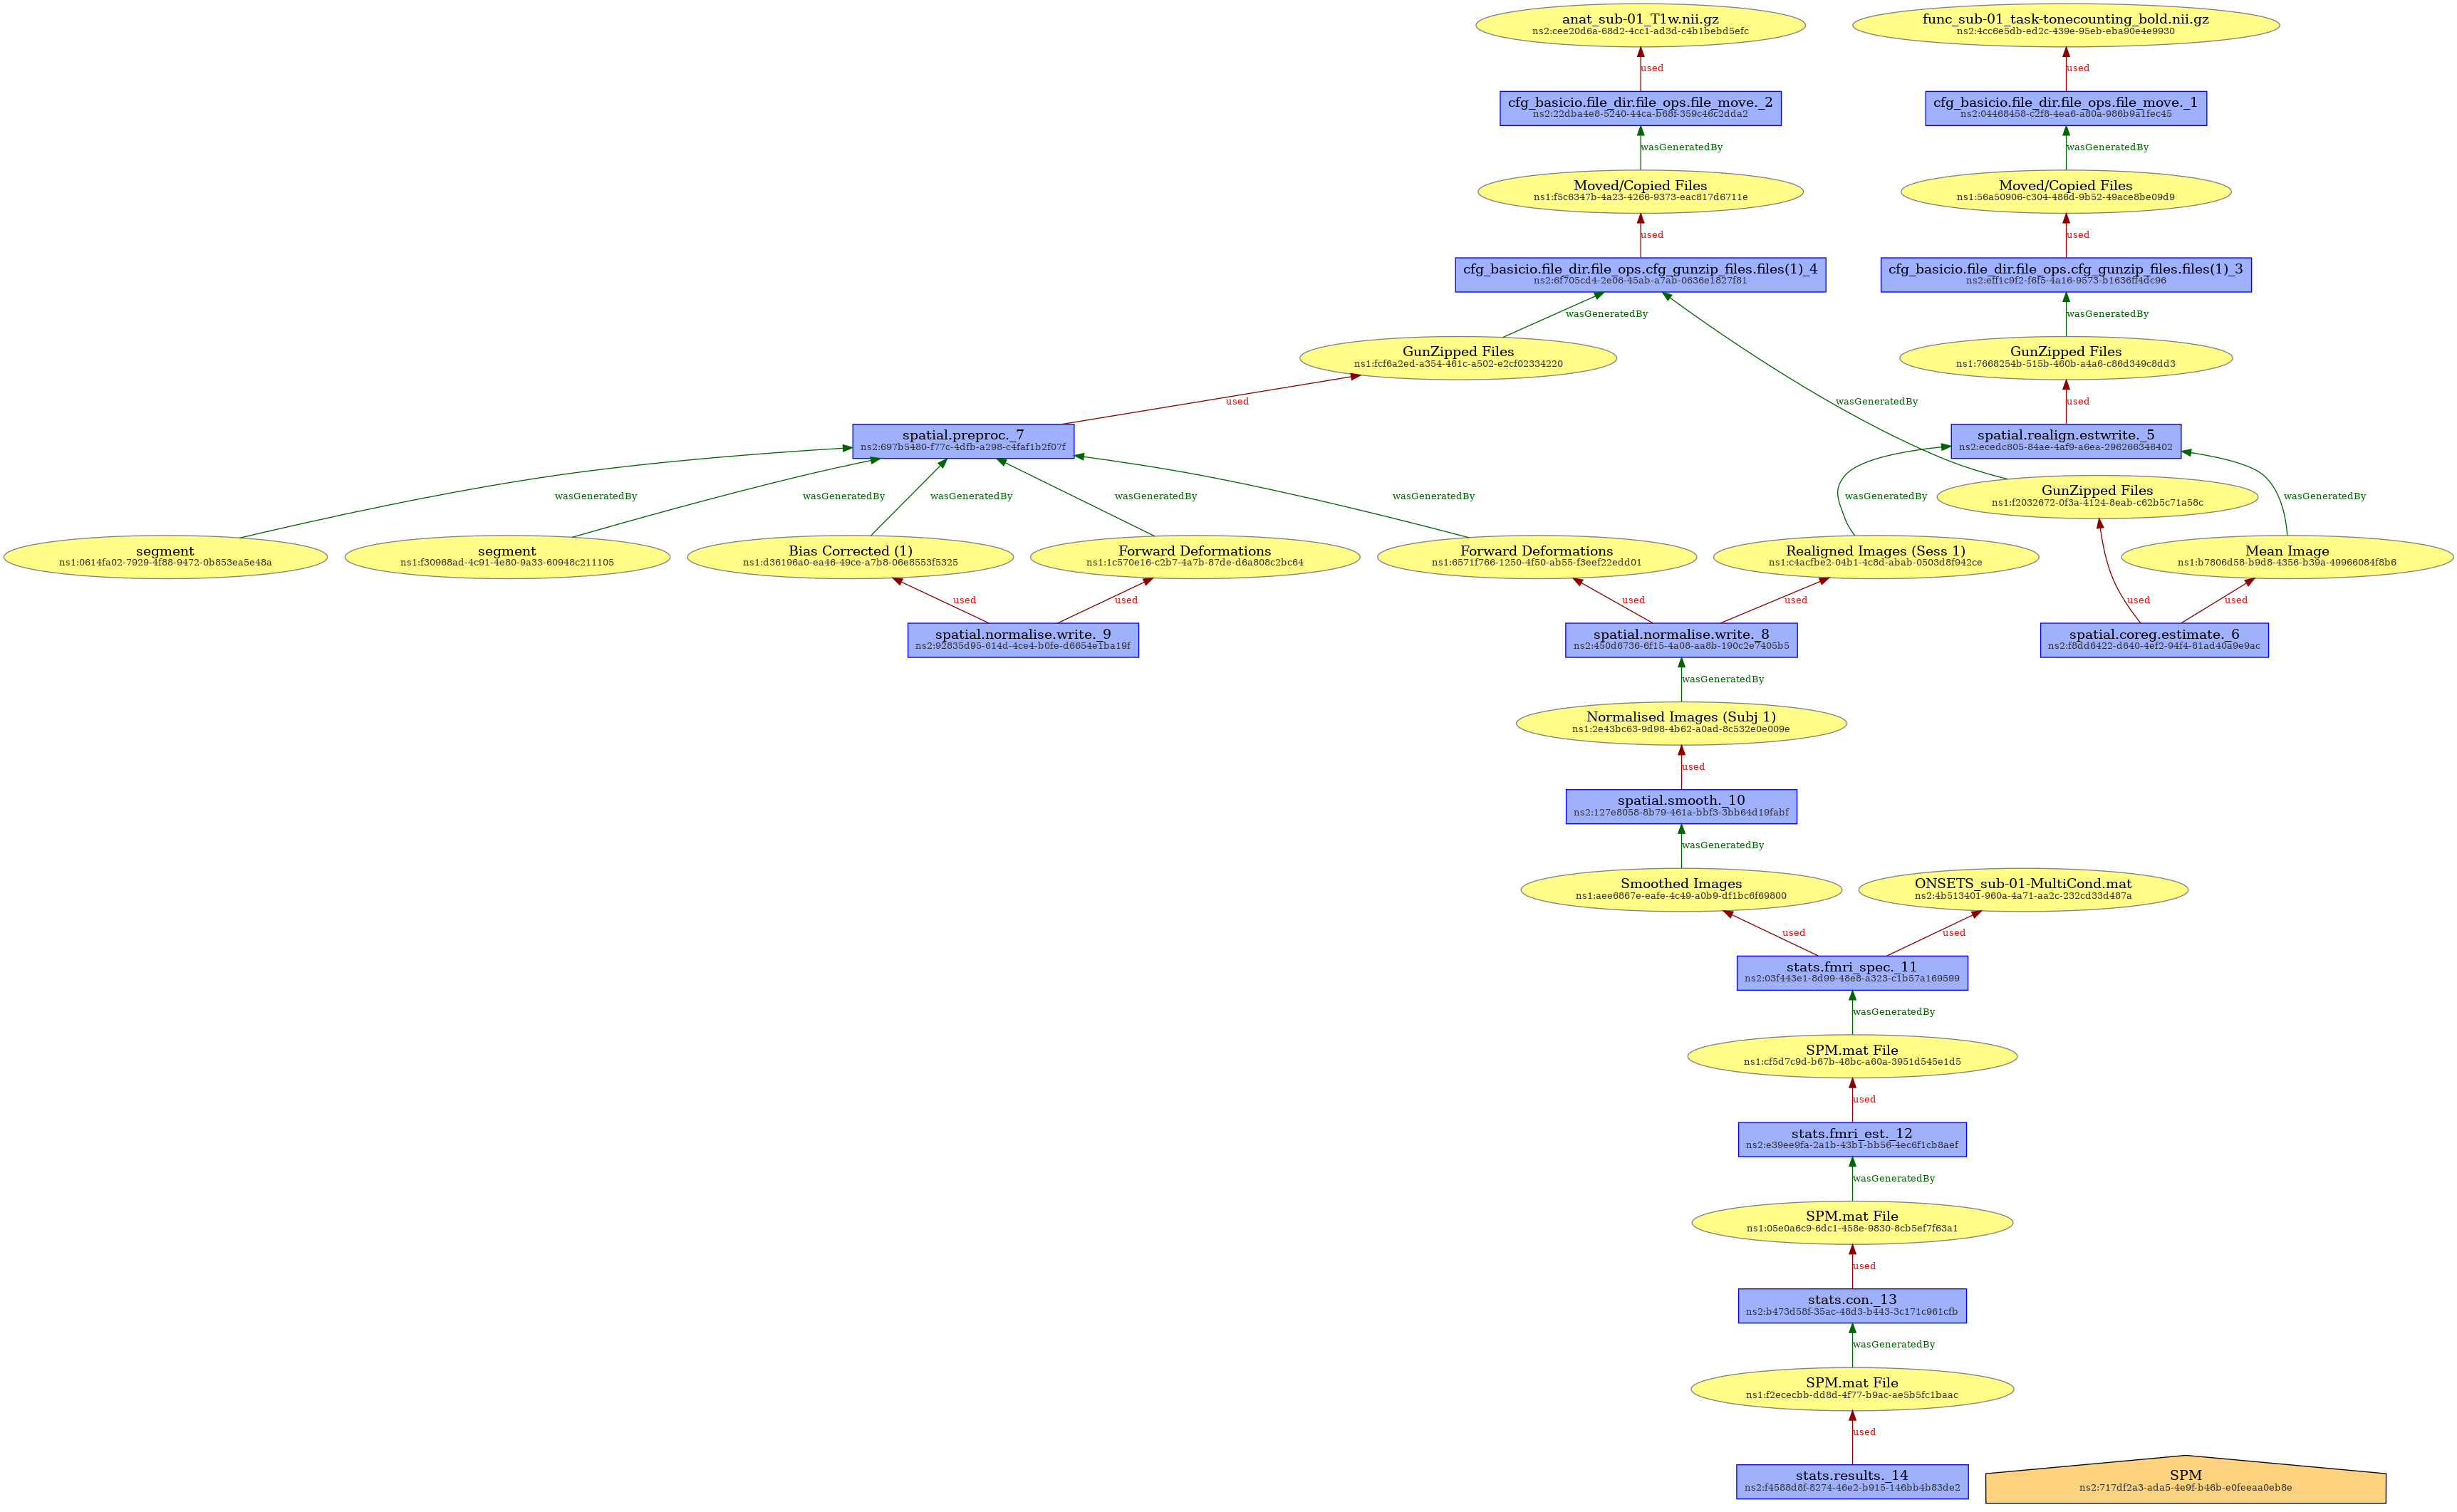 anat_sub-01_T1w.nii.gz
ns2:cee20d6a-68d2-4cc1-ad3d-c4b1bebd5efc
func_sub-01_task-tonecounting_bold.nii.gz
ns2:4cc6e5db-ed2c-439e-95eb-eba90e4e9930
used
used
cfg_basicio.file_dir.file_ops.file_move._2
ns2:22dba4e8-5240-44ca-b68f-359c46c2dda2
cfg_basicio.file_dir.file_ops.file_move._1
ns2:04468458-c2f8-4ea6-a80a-986b9a1fec45
wasGeneratedBy
wasGeneratedBy
Moved/Copied Files
ns1:f5c6347b-4a23-4266-9373-eac817d6711e
Moved/Copied Files
ns1:56a50906-c304-486d-9b52-49ace8be09d9
used
used
cfg_basicio.file_dir.file_ops.cfg_gunzip_files.files(1)_4
ns2:6f705cd4-2e06-45ab-a7ab-0636e1827f81
cfg_basicio.file_dir.file_ops.cfg_gunzip_files.files(1)_3
ns2:eff1c9f2-f6f5-4a16-9573-b1636ff4dc96
wasGeneratedBy
wasGeneratedBy
GunZipped Files
ns1:fcf6a2ed-a354-461c-a502-e2cf02334220
GunZipped Files
ns1:7668254b-515b-460b-a4a6-c86d349c8dd3
used
wasGeneratedBy
used
spatial.preproc._7
ns2:697b5480-f77c-4dfb-a298-c4faf1b2f07f
spatial.realign.estwrite._5
ns2:ecedc805-84ae-4af9-a6ea-296266346402
wasGeneratedBy
wasGeneratedBy
wasGeneratedBy
wasGeneratedBy
wasGeneratedBy
wasGeneratedBy
GunZipped Files
ns1:f2032672-0f3a-4124-8eab-c62b5c71a58c
wasGeneratedBy
segment
ns1:0614fa02-7929-4f88-9472-0b853ea5e48a
segment
ns1:f30968ad-4c91-4e80-9a33-60948c211105
Bias Corrected (1)
ns1:d36196a0-ea46-49ce-a7b8-06e8553f5325
Forward Deformations
ns1:1c570e16-c2b7-4a7b-87de-d6a808c2bc64
Forward Deformations
ns1:6571f766-1250-4f50-ab55-f3eef22edd01
Realigned Images (Sess 1)
ns1:c4acfbe2-04b1-4c8d-abab-0503d8f942ce
Mean Image
ns1:b7806d58-b9d8-4356-b39a-49966084f8b6
used
used
used
used
used
used
spatial.normalise.write._9
ns2:92835d95-614d-4ce4-b0fe-d6654e1ba19f
spatial.normalise.write._8
ns2:450d6736-6f15-4a08-aa8b-190c2e7405b5
spatial.coreg.estimate._6
ns2:f8dd6422-d640-4ef2-94f4-81ad40a9e9ac
wasGeneratedBy
Normalised Images (Subj 1)
ns1:2e43bc63-9d98-4b62-a0ad-8c532e0e009e
used
spatial.smooth._10
ns2:127e8058-8b79-461a-bbf3-3bb64d19fabf
wasGeneratedBy
Smoothed Images
ns1:aee6867e-eafe-4c49-a0b9-df1bc6f69800
ONSETS_sub-01-MultiCond.mat
ns2:4b513401-960a-4a71-aa2c-232cd33d487a
used
used
stats.fmri_spec._11
ns2:03f443e1-8d99-48e8-a323-c1b57a169599
wasGeneratedBy
SPM.mat File
ns1:cf5d7c9d-b67b-48bc-a60a-3951d545e1d5
used
stats.fmri_est._12
ns2:e39ee9fa-2a1b-43b1-bb56-4ec6f1cb8aef
wasGeneratedBy
SPM.mat File
ns1:05e0a6c9-6dc1-458e-9830-8cb5ef7f63a1
used
stats.con._13
ns2:b473d58f-35ac-48d3-b443-3c171c961cfb
wasGeneratedBy
SPM.mat File
ns1:f2ececbb-dd8d-4f77-b9ac-ae5b5fc1baac
used
stats.results._14
ns2:f4588d8f-8274-46e2-b915-146bb4b83de2
SPM
ns2:717df2a3-ada5-4e9f-b46b-e0feeaa0eb8e